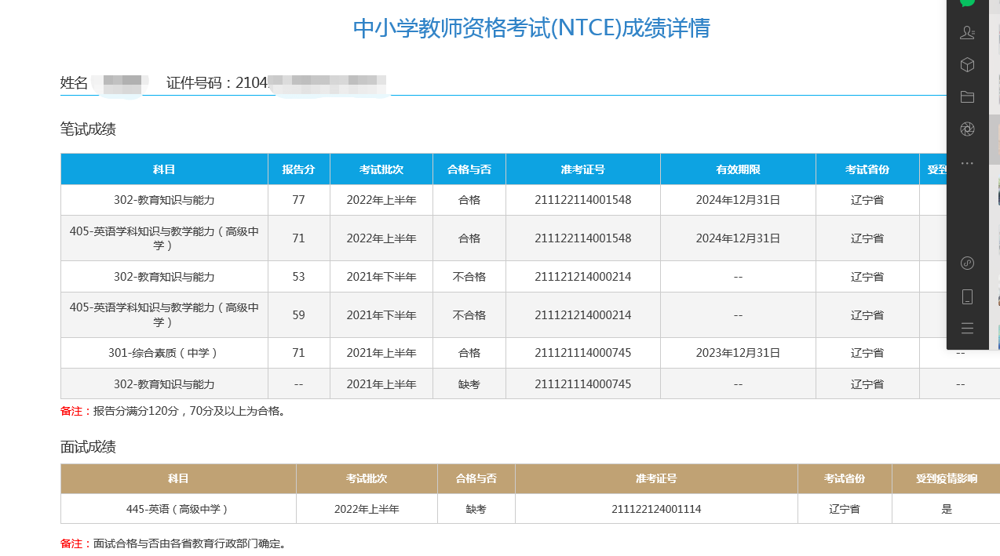 中小学教师资格考试(NTCE)成绩详情
姓名 证件号码：2104
笔试成绩
科目 报告分 考试批次 合格与否 准考证号 有效期限 考试省份 受到
302-教育知识与能力 77 2022年上半年 合格 211122114001548 2024年12月31日 辽宁省
405-英语学科知识与教学能力（高级中
学） 71 2022年上半年 合格 211122114001548 2024年12月31日 辽宁省
302-教育知识与能力 53 2021年下半年 不合格 211121214000214 -- 辽宁省
405-英语学科知识与教学能力（高级中
学） 59 2021年下半年 不合格 211121214000214 -- 辽宁省
301-综合素质（中学） 71 2021年上半年 合格 211121114000745 2023年12月31日 辽宁省 --
302-教育知识与能力 -- 2021年上半年 缺考 211121114000745 -- 辽宁省 --
备注：报告分满分120分，70分及以上为合格。
面试成绩
科目 考试批次 合格与否 准考证号 考试省份 受到疫情影响
445-英语（高级中学） 2022年上半年 缺考 211122124001114 辽宁省 是
备注：面试合格与否由各省教育行政部门确定。